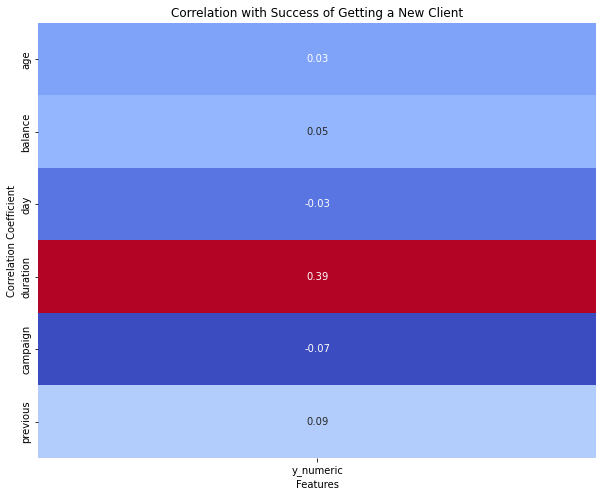 Correlation with Success of Getting a New Client
Correlation Coefficient
age
0.03
balance
0.05
day
-0.03
duration
0.39
campaign
-0.07
previous
0.09
y_numeric
Features